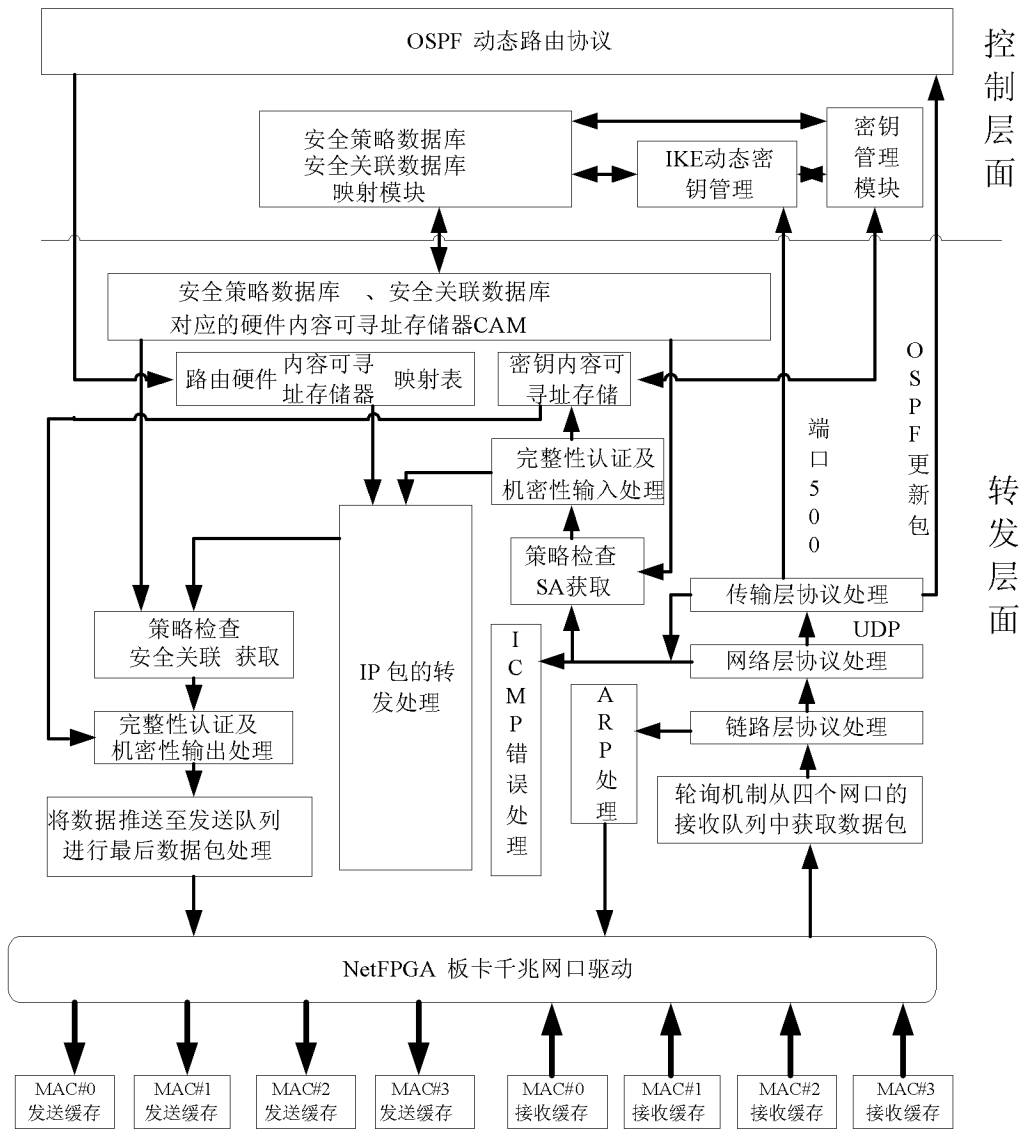 OSPF 动态路由协议
控制层面
安全策略数据库
安全关联数据库
映射模块
IKE动态密
钥管理
密钥
管理
模块
安全策略数据库 、安全关联数据库
对应的硬件内容可寻址存储器CAM
路由硬件
内容可寻
址存储器
映射表
密钥内容可
寻址存储
OSPF更新包
端口500
转发层面
完整性认证及
机密性输入处理
策略检查
SA获取
传输层协议处理
UDP
策略检查
安全关联 获取
IP 包的转
发处理
ICMP错误处理
网络层协议处理
ARP处理
链路层协议处理
完整性认证及
机密性输出处理
轮询机制从四个网口的
接收队列中获取数据包
将数据推送至发送队列
进行最后数据包处理
NetFPGA 板卡千兆网口驱动
MAC#0
发送缓存
MAC#1
发送缓存
MAC#2
发送缓存
MAC#3
发送缓存
MAC#0
接收缓存
MAC#1
接收缓存
MAC#2
接收缓存
MAC#3
接收缓存